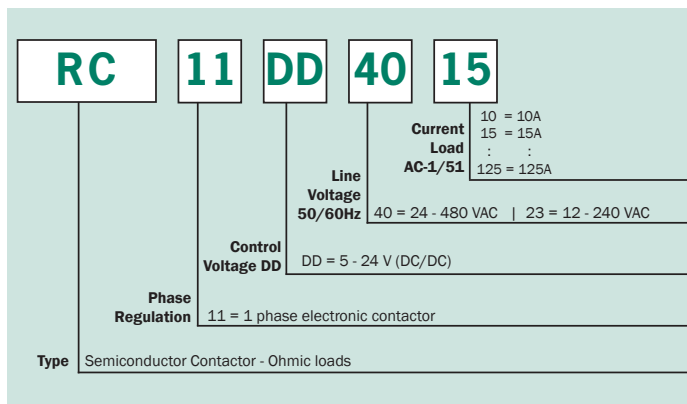 RC 11 DD 40 15
Current Load AC-1/51
10 = 10A
15 = 15A
: :
125 = 125A
Line Voltage 50/60Hz
40 = 24 - 480 VAC | 23 = 12 - 240 VAC
Control Voltage DD
DD = 5 - 24 V (DC/DC)
Phase Regulation
11 = 1 phase electronic contactor
Type
Semiconductor Contactor - Ohmic loads